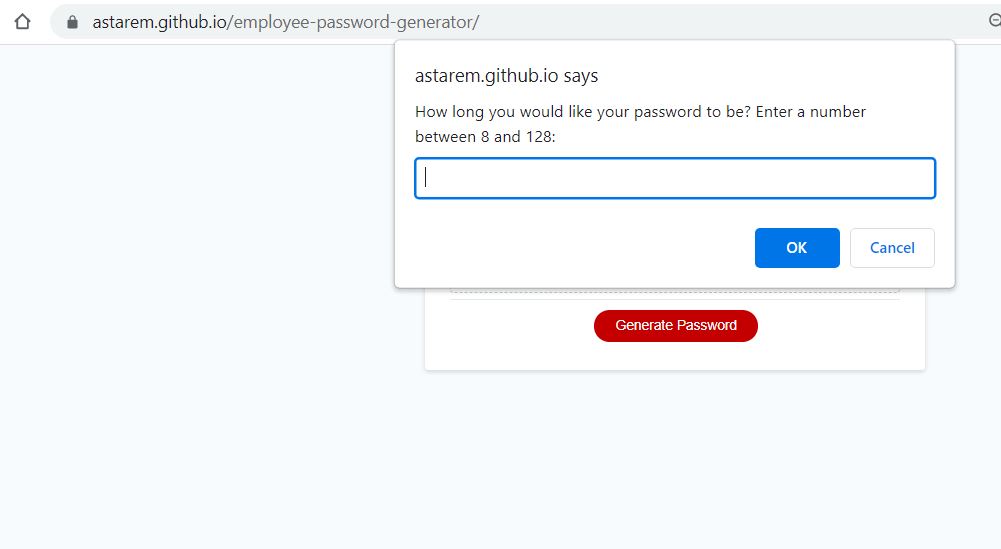 astarem.github.io/employee-password-generator/
astarem.github.io says
How long you would like your password to be? Enter a number
between 8 and 128:
OK
Cancel
Generate Password